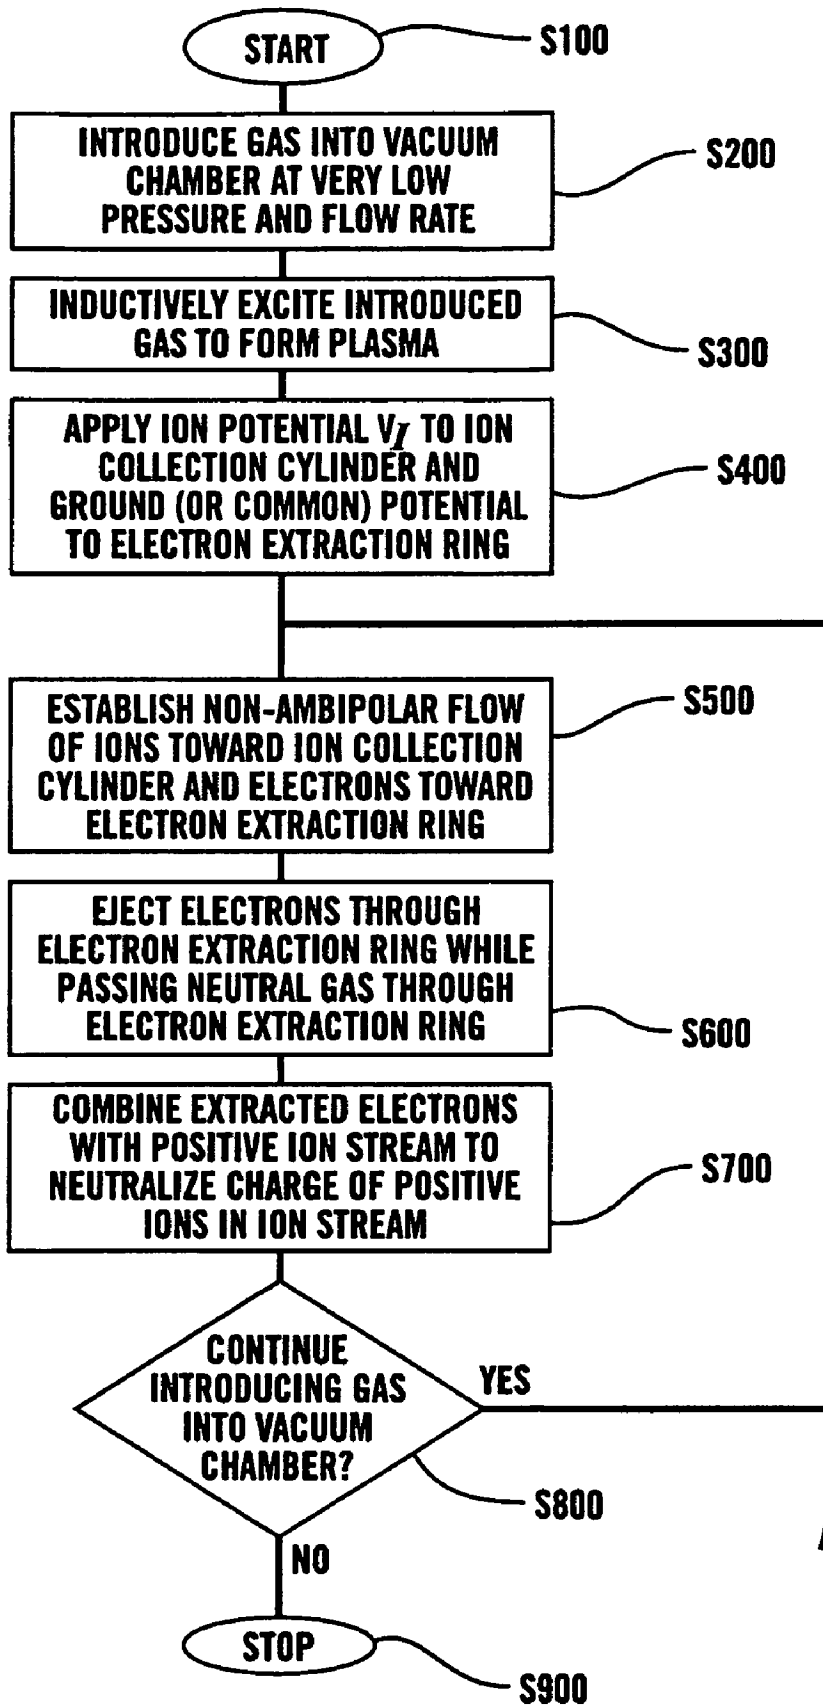 START
S100
INTRODUCE GAS INTO VACUUM
CHAMBER AT VERY LOW
PRESSURE AND FLOW RATE
S200
INDUCTIVELY EXCITE INTRODUCED
GAS TO FORM PLASMA
S300
APPLY ION POTENTIAL VI TO ION
COLLECTION CYLINDER AND
GROUND (OR COMMON) POTENTIAL
TO ELECTRON EXTRACTION RING
S400
ESTABLISH NON-AMBIPOLAR FLOW
OF IONS TOWARD ION COLLECTION
CYLINDER AND ELECTRONS TOWARD
ELECTRON EXTRACTION RING
S500
EJECT ELECTRONS THROUGH
ELECTRON EXTRACTION RING WHILE
PASSING NEUTRAL GAS THROUGH
ELECTRON EXTRACTION RING
S600
COMBINE EXTRACTED ELECTRONS
WITH POSITIVE ION STREAM TO
NEUTRALIZE CHARGE OF POSITIVE
IONS IN ION STREAM
S700
CONTINUE
INTRODUCING GAS
INTO VACUUM
CHAMBER?
YES
S800
NO
STOP
S900